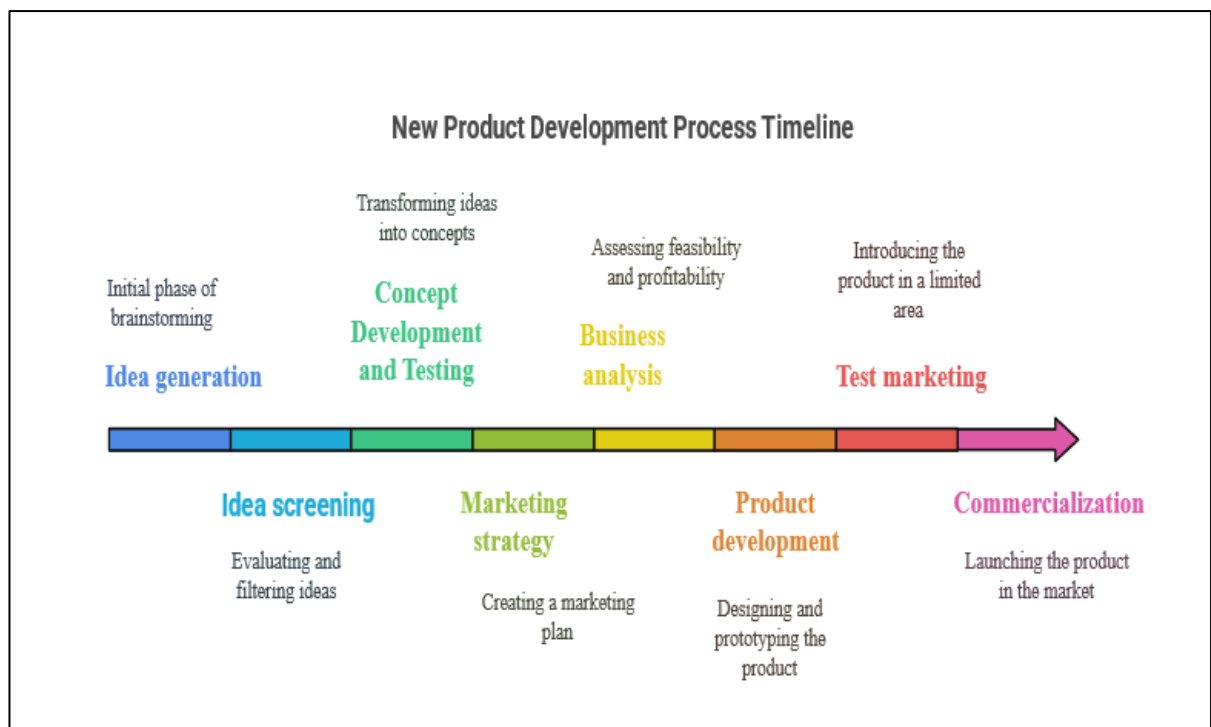 New Product Development Process Timeline
Initial phase of
brainstorming
Idea generation
Evaluating and
filtering ideas
Idea screening
Transforming ideas
into concepts
Concept
Development
and Testing
Marketing
strategy
Creating a marketing
plan
Assessing feasibility
and profitability
Business
analysis
Product
development
Designing and
prototyping the
product
Introducing the
product in a limited
area
Test marketing
Commercialization
Launching the product
in the market